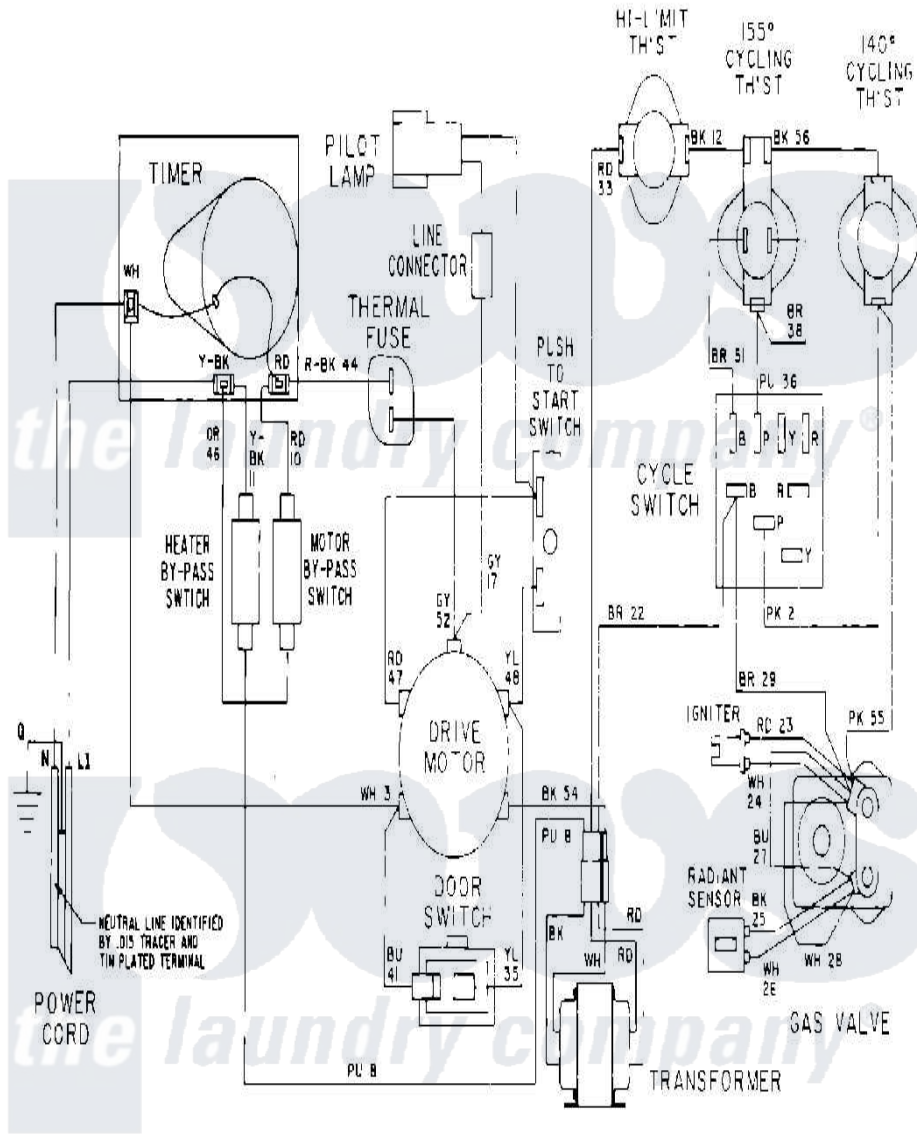 HI-LIMIT
TH'ST
155°
CYCLING
TH'ST
140°
CYCLING
TH'ST
PILOT
LAMP
TIMER
BK 12
BK 56
RD
33
LINE
CONNECTOR
WH
THERMAL
FUSE
BR
38
Y-BK
RD
R-BK 44
PUSH
TO
START
SWITCH
BR 51
PU 36
the laundry company®
OR
46
Y-
BK
11
RD
10
B
P
Y
R
CYCLE
SWITCH
B
R
P
Y
HEATER
BY-PASS
SWTICH
MOTOR
BY-PASS
SWITCH
GY
17
GY
52
BR 22
PK 2
RD
47
YL
48
BR 29
PK 55
IGNITER
RD 23
DRIVE
MOTOR
G
N
L1
WH
24
WH 3
BK 54
PU 8
BU
27
RADIANT
SENSOR
BK
25
DOOR
SWITCH
NEUTRAL LINE IDENTIFIED
BY .015 TRACER AND
TIN PLATED TERMINAL
BU
41
YL
35
BK
WH
RD
RD
WH
2E
WH 28
POWER
CORD
GAS VALVE
the laundry company®
PU 8
TRANSFORMER